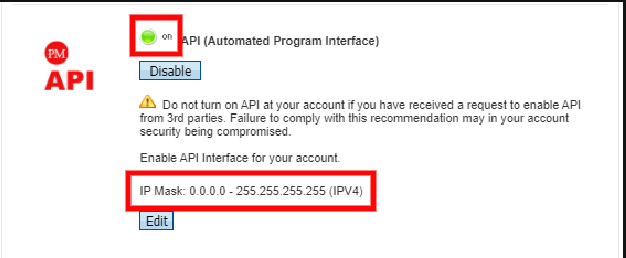 on API (Automated Program Interface)
PM
API
Disable
Do not turn on API at your account if you have received a request to enable API
from 3rd parties. Failure to comply with this recommendation may in your account
security being compromised.
Enable API Interface for your account.
IP Mask: 0.0.0.0 - 255.255.255.255 (IPV4)
Edit